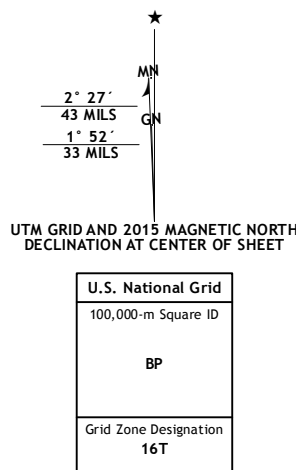 MN
2° 27´
43 MILS
GN
1° 52´
33 MILS
UTM GRID AND 2015 MAGNETIC NORTH
DECLINATION AT CENTER OF SHEET
U.S. National Grid
100,000-m Square ID
BP
Grid Zone Designation
16T